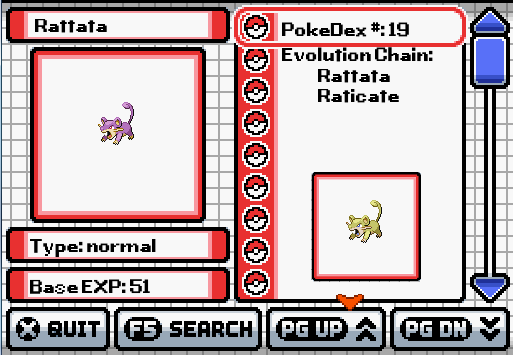 Rattata
PokeDex #:19
Evolution Chain:
Rattata
Raticate
Type: normal
Base EXP: 51
X QUIT
F5 SEARCH
PG UP
PG DN